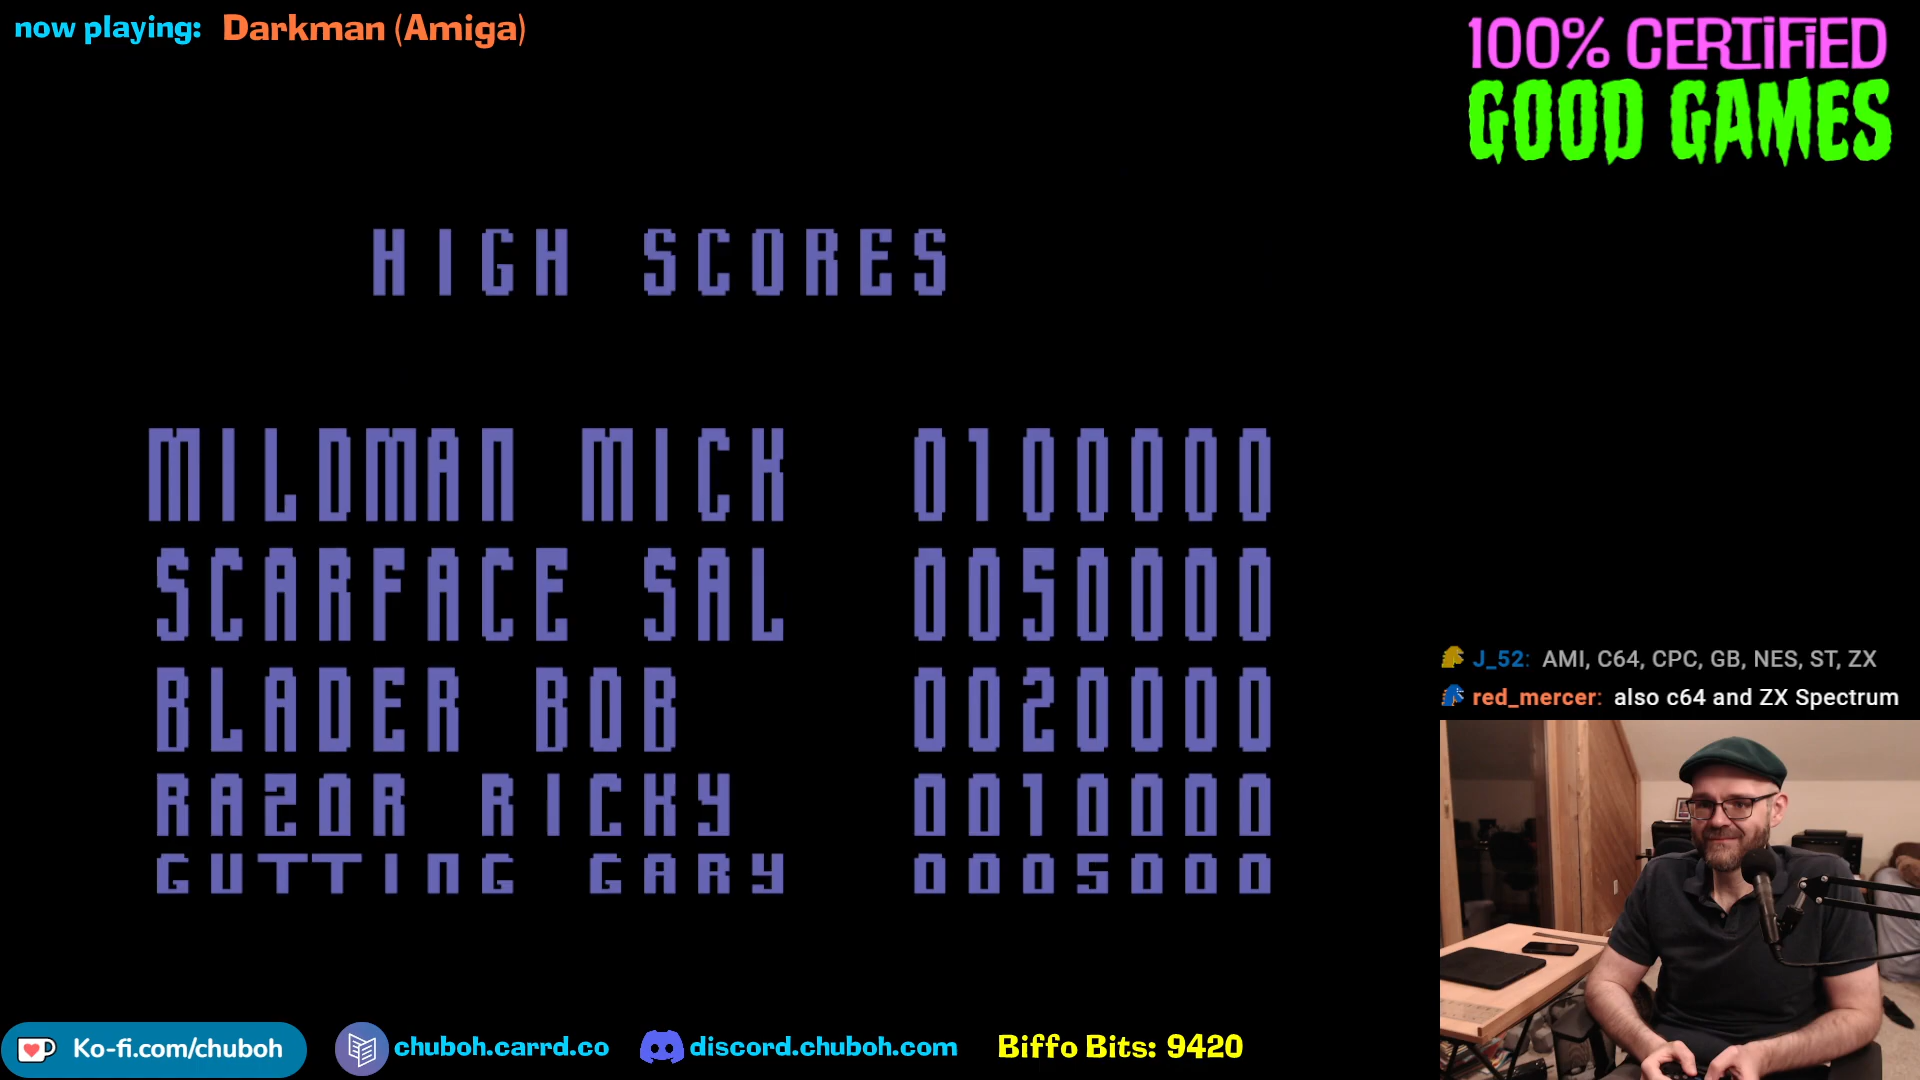 now playing: Darkman (Amiga)
100% CERTIFIED
GOOD GAMES
HIGH SCORES
MILDMAN MICK 0100000
SCARFACE SAL 0050000
BLADER BOB 0020000
RAZOR RICKY 0010000
GUTTING GARY 0005000
J_52: AMI, C64, CPC, GB, NES, ST, ZX
red_mercer: also c64 and ZX Spectrum
Ko-fi.com/chuboh
chuboh.carrd.co
discord.chuboh.com
Biffo Bits: 9420